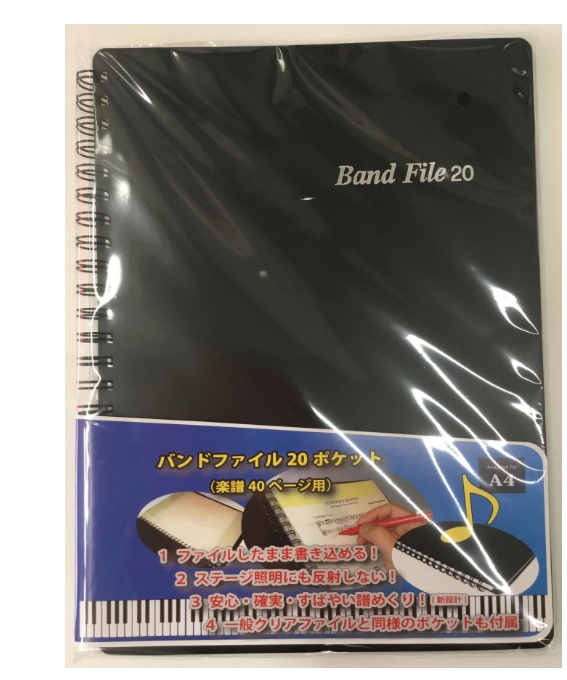 Band File 20
バンドファイル 20 ポケット
（楽譜 40 ページ用）
designed for
A4
1 ファイルしたまま書き込める！
2 ステージ照明にも反射しない！
3 安心・確実・すばやい譜めくり！［新設計］
4 一般クリアファイルと同様のポケットも付属